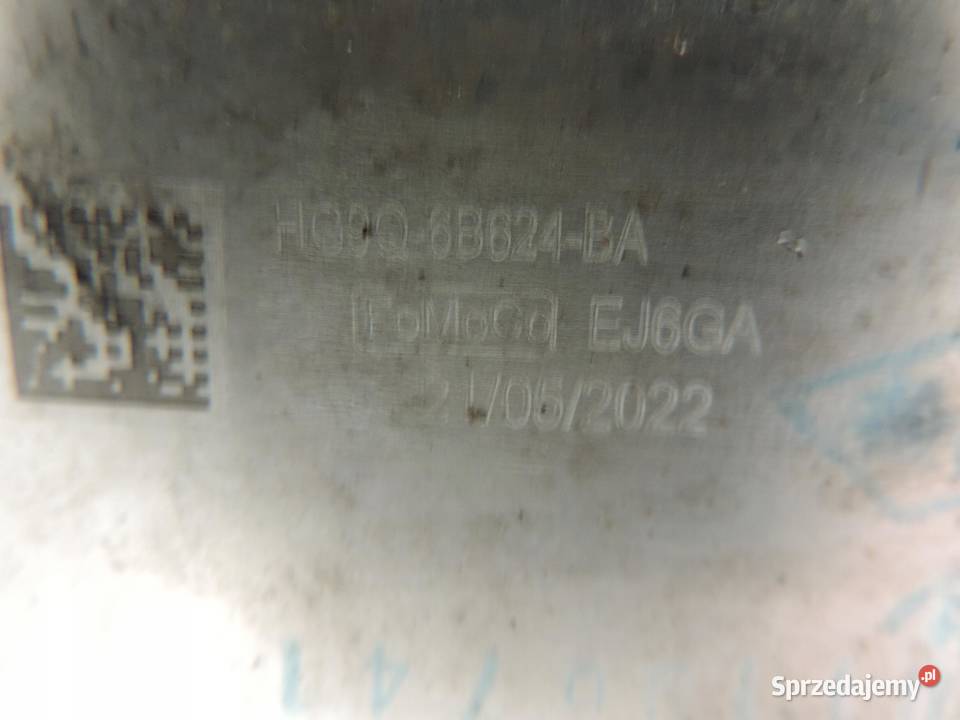 HG9Q-6B624-BA
FoMoCo EJ6GA
21/05/2022
Sprzedajemy.pl